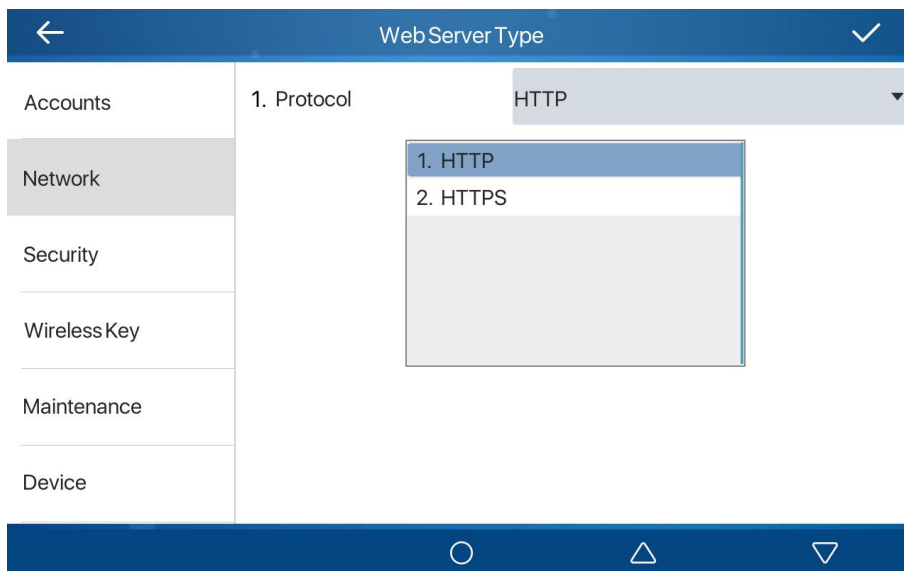 Web Server Type
Accounts
1. Protocol
HTTP
Network
1. HTTP
2. HTTPS
Security
Wireless Key
Maintenance
Device